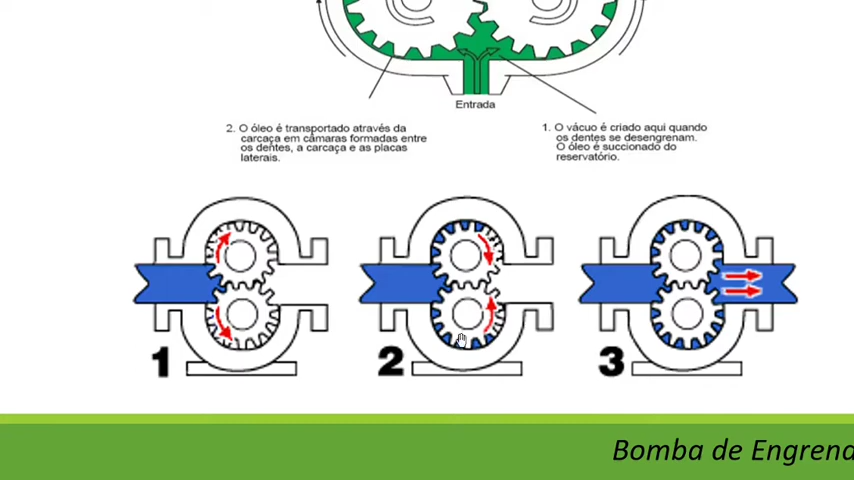 Entrada
2. O óleo é transportado através da
carcaça em câmaras formadas entre
os dentes, a carcaça e as placas
laterais.
1. O vácuo é criado aqui quando
os dentes se desengrenam.
O óleo é succionado do
reservatório.
1 2 3
Bomba de Engrena